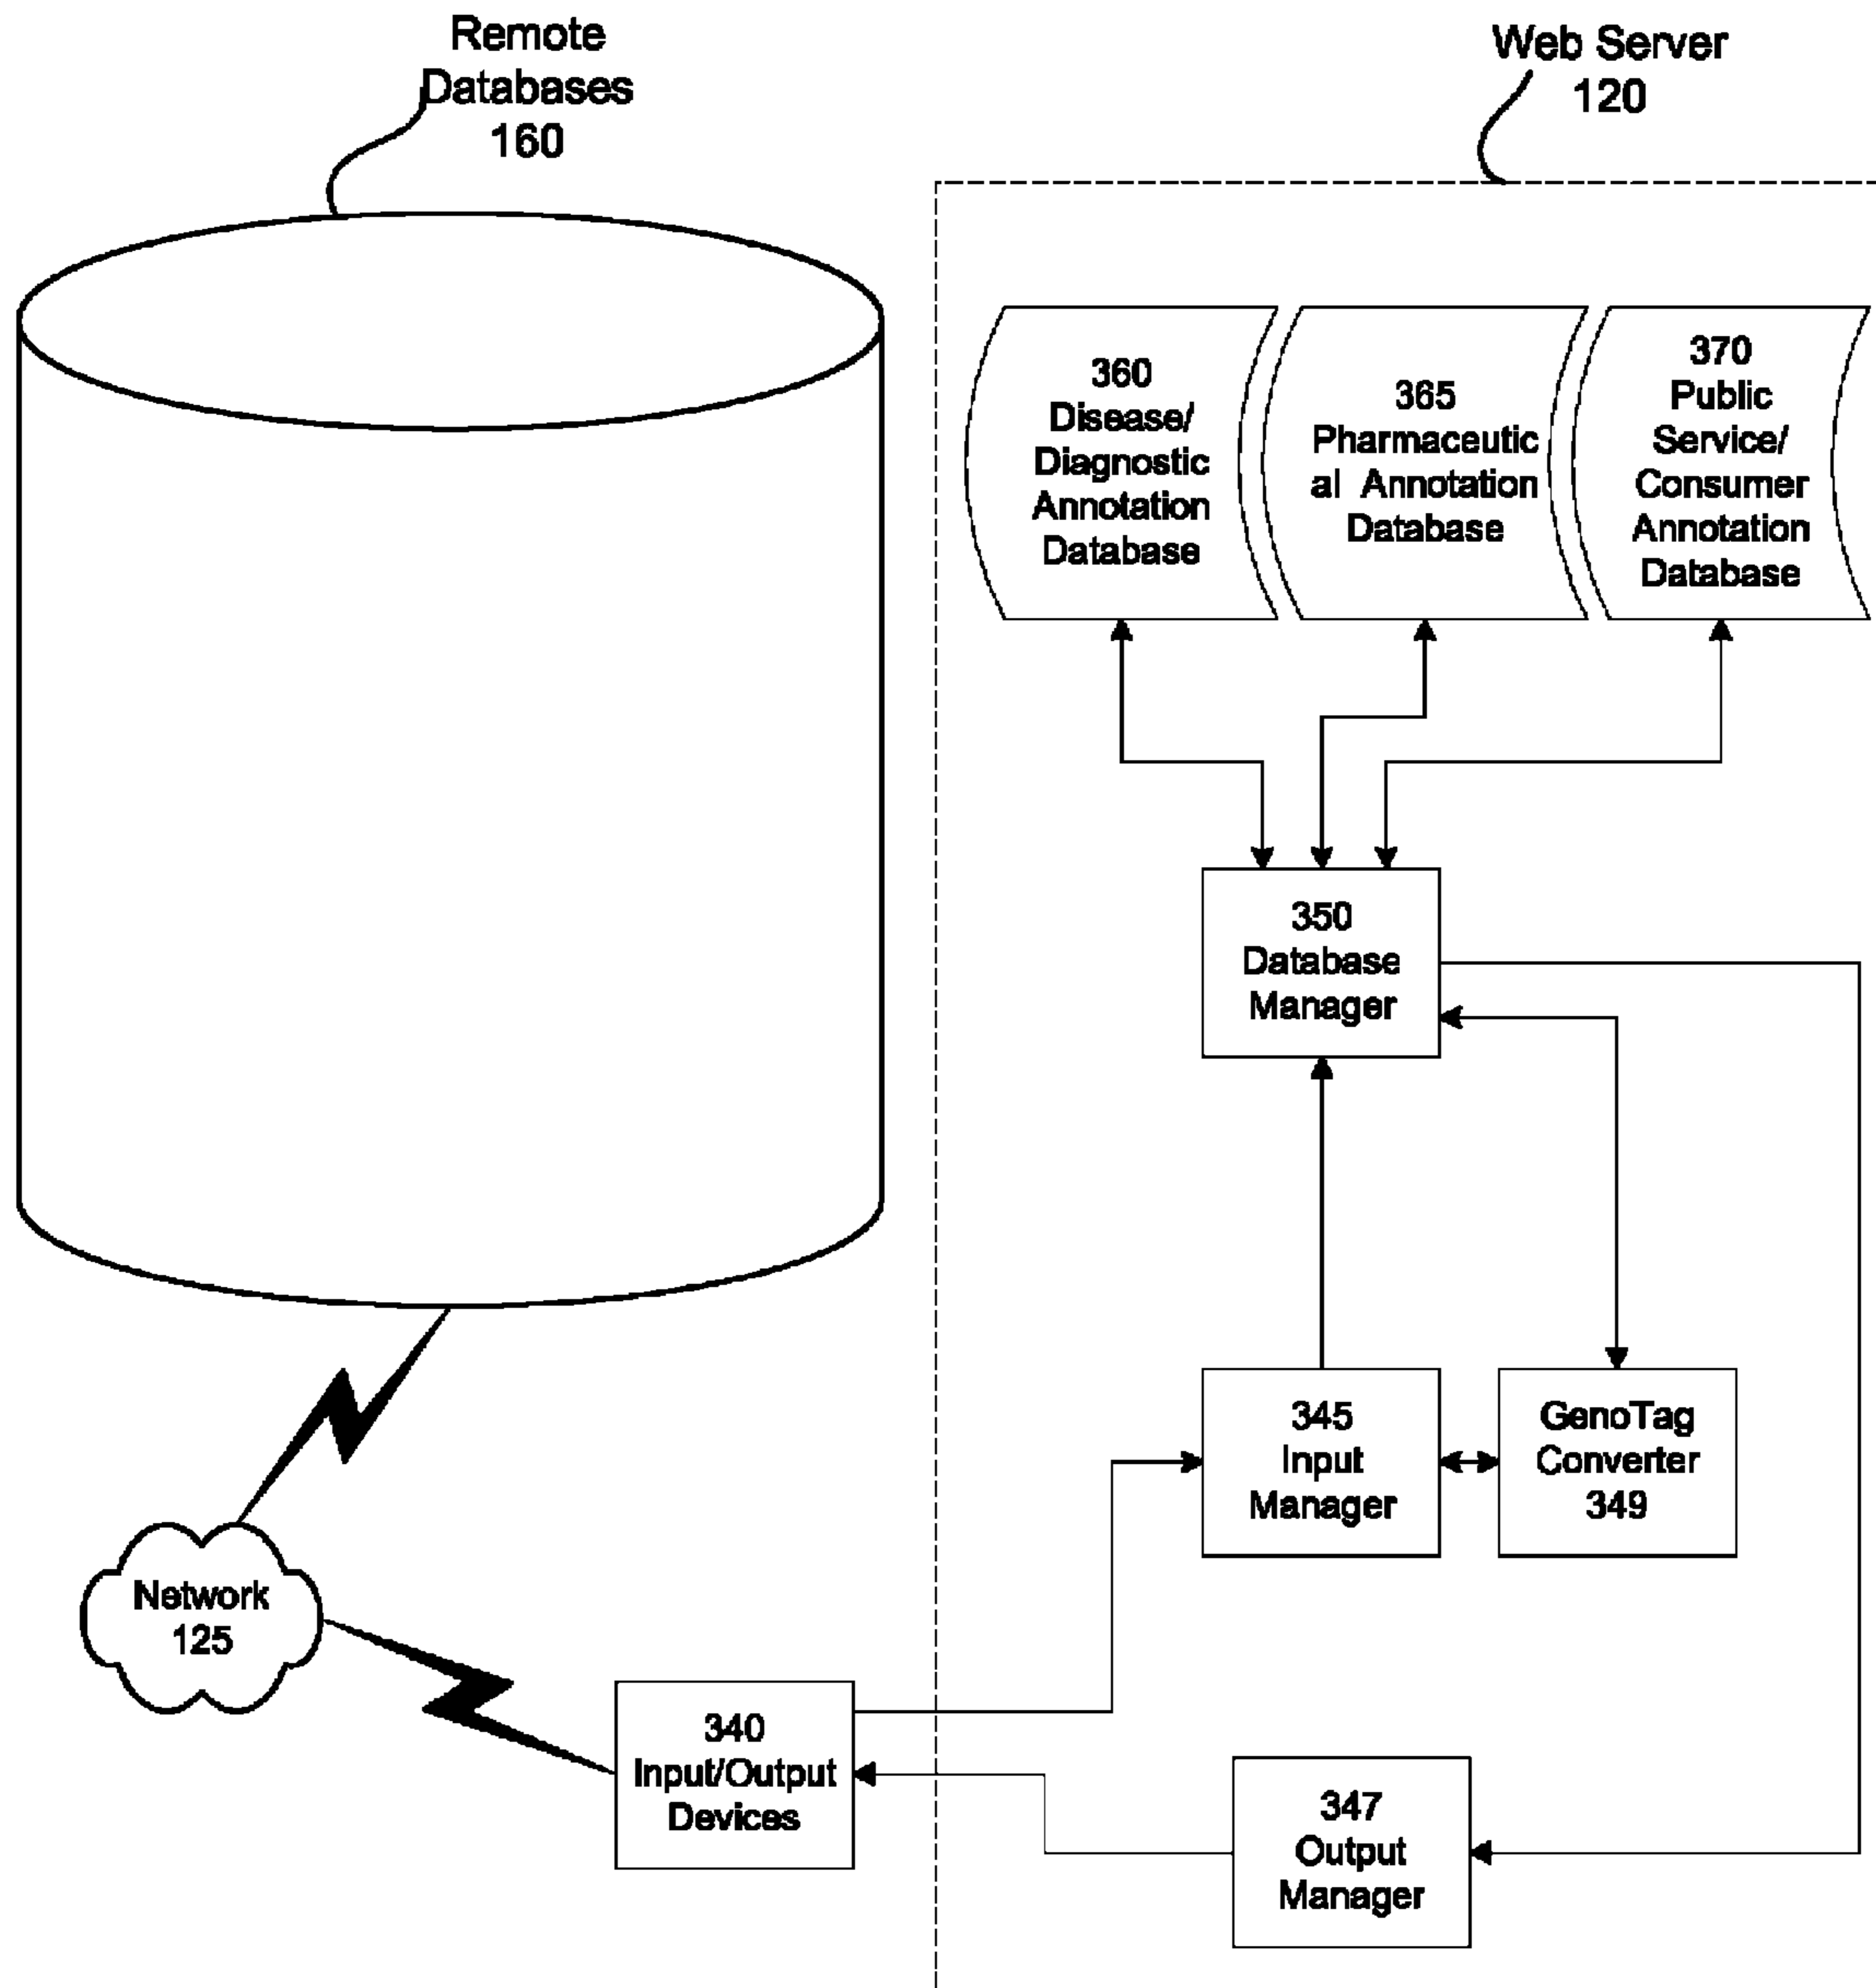 Remote
Databases
160
Web Server
120
360
Disease/
Diagnostic
Annotation
Database
365
Pharmaceutic
al Annotation
Database
370
Public
Service/
Consumer
Annotation
Database
350
Database
Manager
345
Input
Manager
GenoTag
Converter
349
Network
125
340
Input/Output
Devices
347
Output
Manager